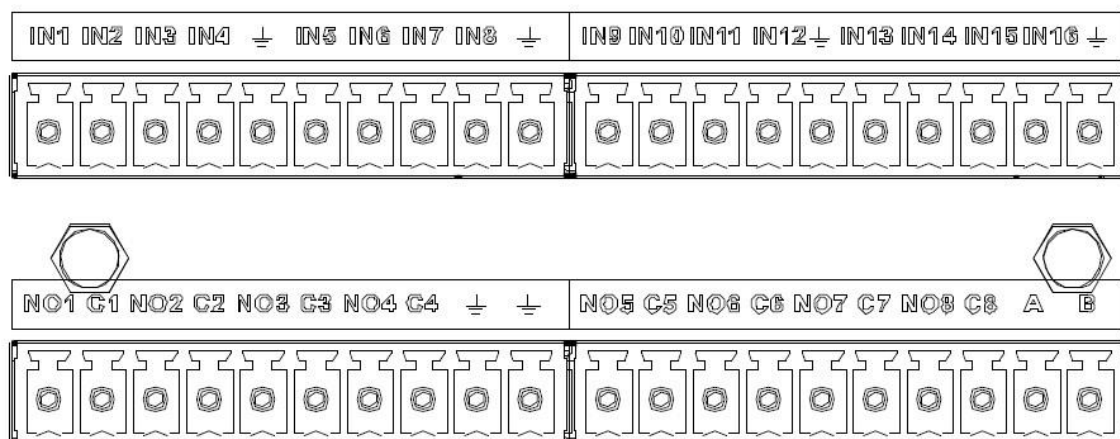 IN1 IN2 IN3 IN4 ⏚ IN5 IN6 IN7 IN8 ⏚ IN9 IN10 IN11 IN12 ⏚ IN13 IN14 IN15 IN16 ⏚
NO1 C1 NO2 C2 NO3 C3 NO4 C4 ⏚ ⏚ NO5 C5 NO6 C6 NO7 C7 NO8 C8 A B